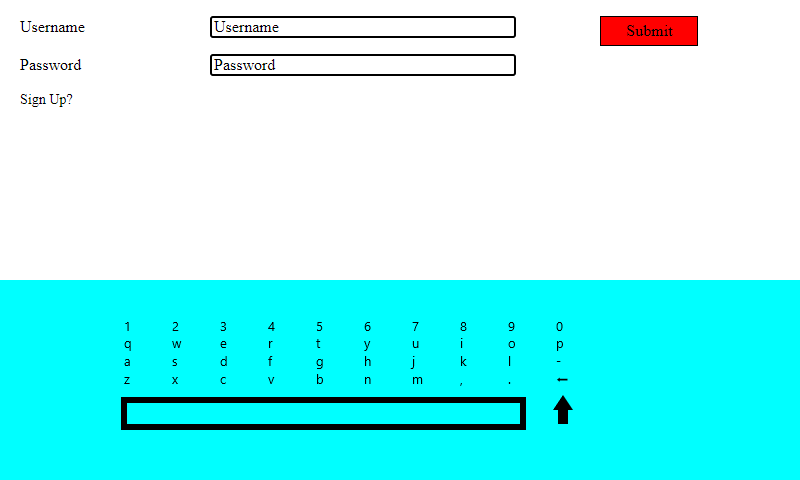 Username Username Submit
Password Password
Sign Up?
1 2 3 4 5 6 7 8 9 0
q w e r t y u i o p
a s d f g h j k l -
z x c v b n m , . ←